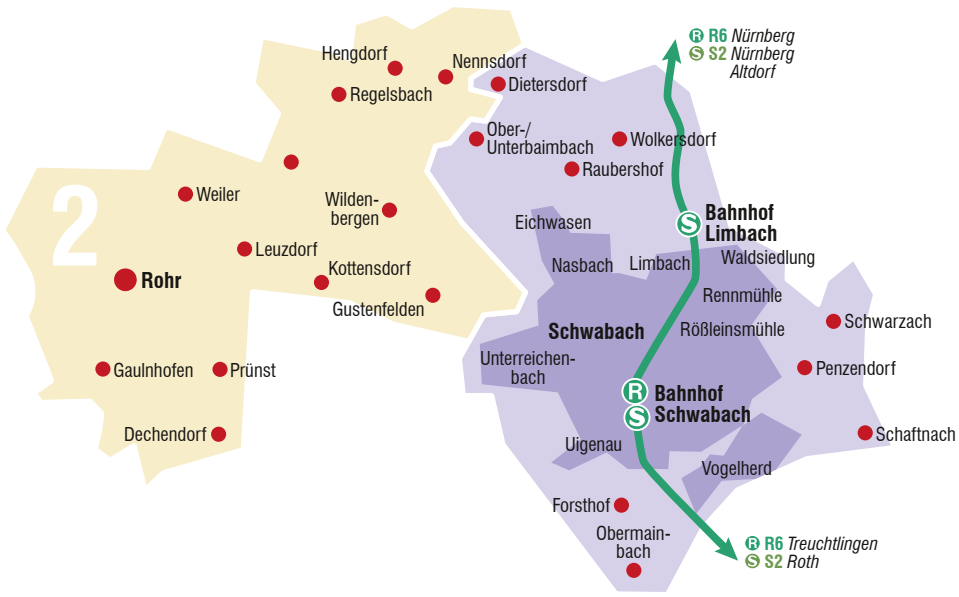 R R6 Nürnberg
S S2 Nürnberg
Altdorf
Hengdorf
Nennsdorf
Regelsbach
Dietersdorf
Ober-/
Unterbaimbach
Wolkersdorf
Raubershof
2
Weiler
Wilden-
bergen
Eichwasen
S
Bahnhof
Limbach
Leuzdorf
Nasbach
Limbach
Waldsiedlung
Rohr
Kottensdorf
Gustenfelden
Rennmühle
Schwabach
Rößleinsmühle
Schwarzach
Unterreichen-
bach
Gaulnhofen
Prünst
Penzendorf
R
S
Bahnhof
Schwabach
Dechendorf
Uigenau
Schaftnach
Vogelherd
Forsthof
Obermain-
bach
R R6 Treuchtlingen
S S2 Roth